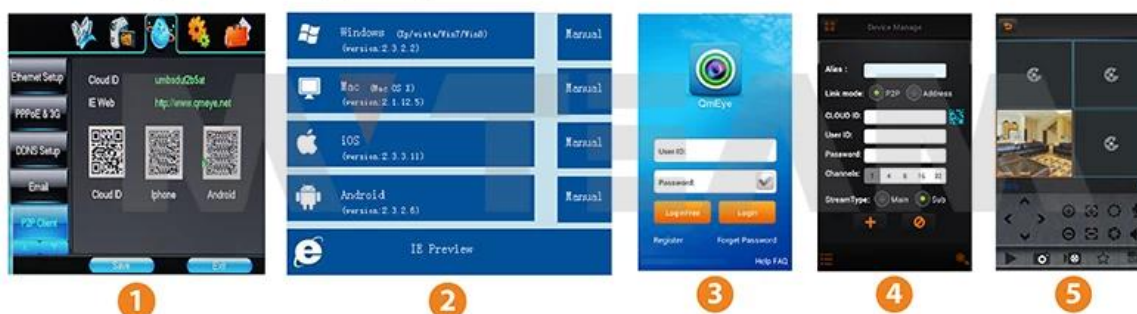 Ethernet Setup
PPPoE & 3G
DDNS Setup
Email
P2P Client
Cloud ID
umbsduf2b5at
IE Web
http://www.qmeye.net
Cloud ID
Iphone
Android
Save
Exit
1
Windows (Xp/vista/Win7/Win8)
(version:2.3.2.2)
Manual
Mac (Mac OS X)
(version:2.1.12.5)
Manual
iOS
(version:2.3.3.11)
Manual
Android
(version:2.3.2.6)
Manual
IE Preview
2
QmEye
User ID:
Password:
Login Free
Login
Register
Forget Password
Help FAQ
3
Device Manage
Alias :
Link mode: P2P Address
CLOUD ID:
User ID:
Password:
Channels: 1 4 8 16 32
StreamType: Main Sub
4
5
VVTEAM